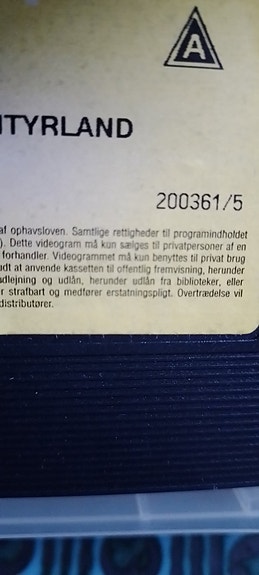 A
TYRLAND
200361/5
af ophavsloven. Samtlige rettigheder til programindholdet
). Dette videogram må kun sælges til privatpersoner af en
forhandler. Videogrammet må kun benyttes til privat brug
adt at anvende kassetten til offentlig fremvisning, herunder
adlejning og udlån, herunder udlån fra biblioteker, eller
r strafbart og medfører erstatningspligt. Overtrædelse vil
distributører.